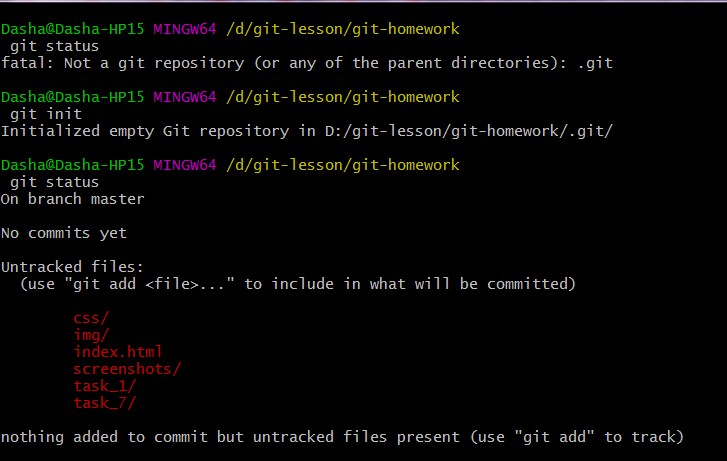 Dasha@Dasha-HP15 MINGW64 /d/git-lesson/git-homework
git status
fatal: Not a git repository (or any of the parent directories): .git
Dasha@Dasha-HP15 MINGW64 /d/git-lesson/git-homework
git init
Initialized empty Git repository in D:/git-lesson/git-homework/.git/
Dasha@Dasha-HP15 MINGW64 /d/git-lesson/git-homework
git status
On branch master
No commits yet
Untracked files:
(use "git add <file>..." to include in what will be committed)
css/
img/
index.html
screenshots/
task_1/
task_7/
nothing added to commit but untracked files present (use "git add" to track)